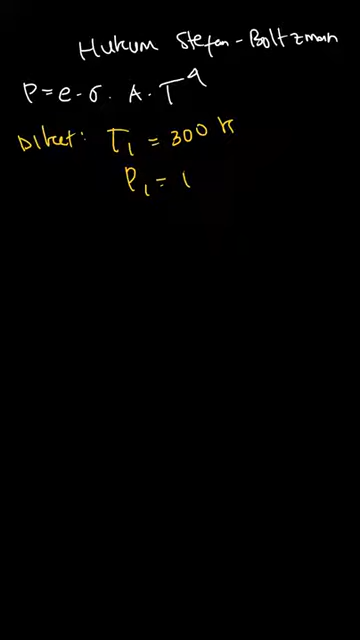 Hukum Stefan-Boltzman
P = e · σ · A · T⁴
Diket: T₁ = 300 K
P₁ = 1